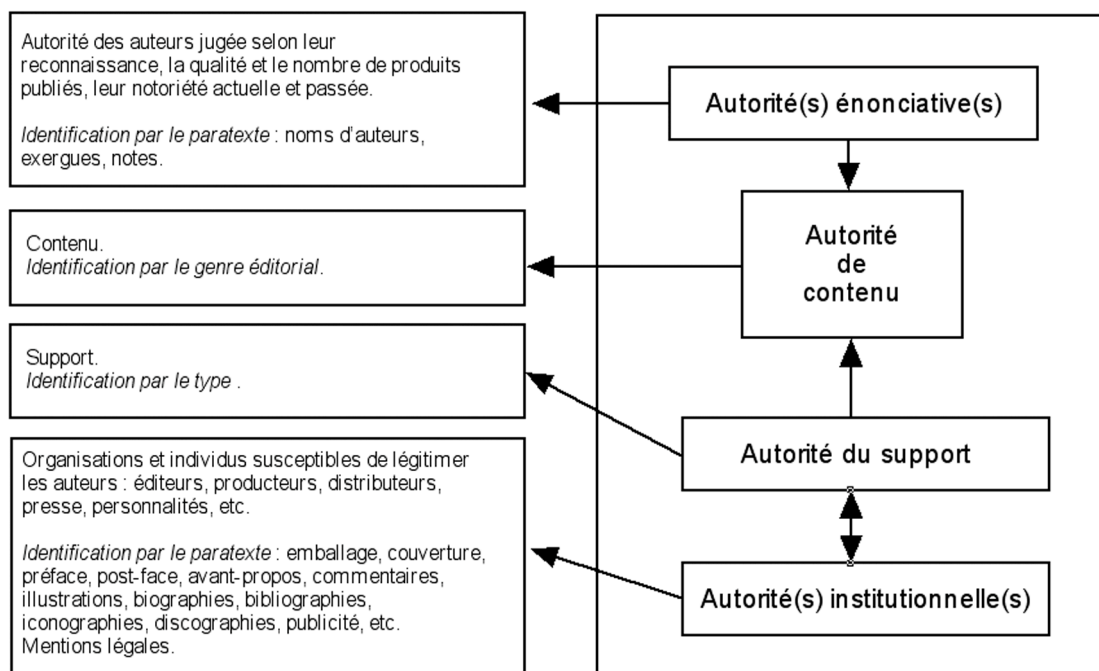 Autorité des auteurs jugée selon leur
reconnaissance, la qualité et le nombre de produits
publiés, leur notoriété actuelle et passée.
Identification par le paratexte : noms d'auteurs,
exergues, notes.
Autorité(s) énonciative(s)
Contenu.
Identification par le genre éditorial.
Autorité
de
contenu
Support.
Identification par le type .
Autorité du support
Organisations et individus susceptibles de légitimer
les auteurs : éditeurs, producteurs, distributeurs,
presse, personnalités, etc.
Identification par le paratexte : emballage, couverture,
préface, post-face, avant-propos, commentaires,
illustrations, biographies, bibliographies,
iconographies, discographies, publicité, etc.
Mentions légales.
Autorité(s) institutionnelle(s)